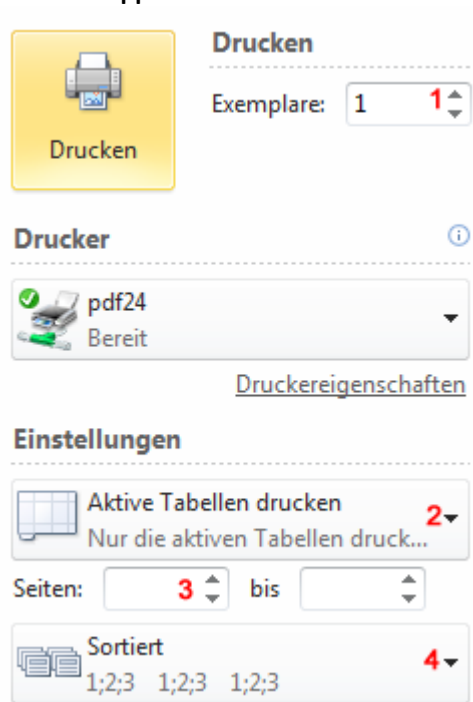 Drucken
Drucken
Exemplare: 1 1
Drucker
pdf24
Bereit
Druckereigenschaften
Einstellungen
Aktive Tabellen drucken
Nur die aktiven Tabellen druck...
2
Seiten: 3 bis
Sortiert
1;2;3 1;2;3 1;2;3
4